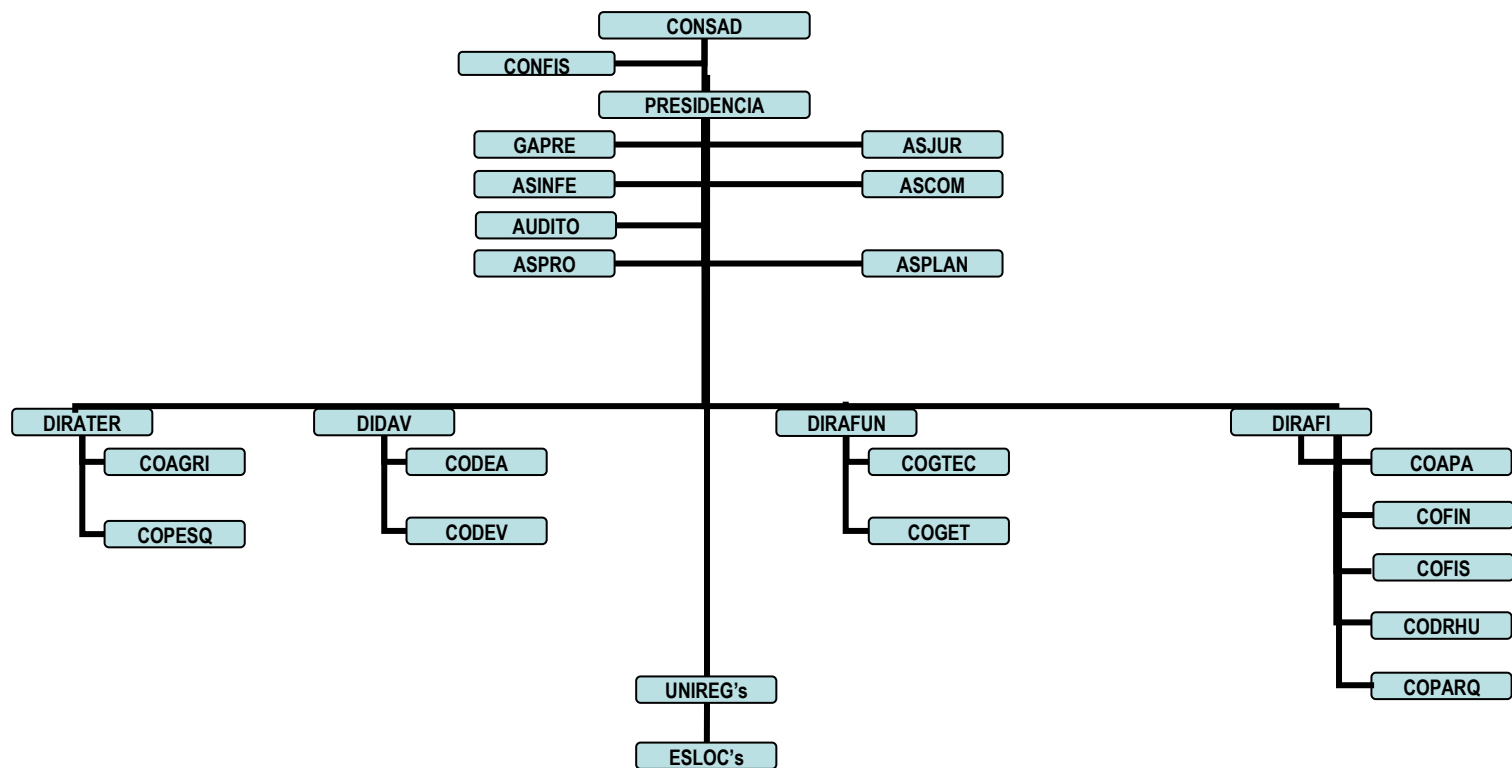 CONSAD
CONFIS
PRESIDENCIA
GAPRE
ASJUR
ASINFE
ASCOM
AUDITO
ASPRO
ASPLAN
DIRATER
DIDAV
DIRAFUN
DIRAFI
COAGRI
CODEA
COGTEC
COAPA
COFIN
COPESQ
CODEV
COGET
COFIS
CODRHU
COPARQ
UNIREG’s
ESLOC’s